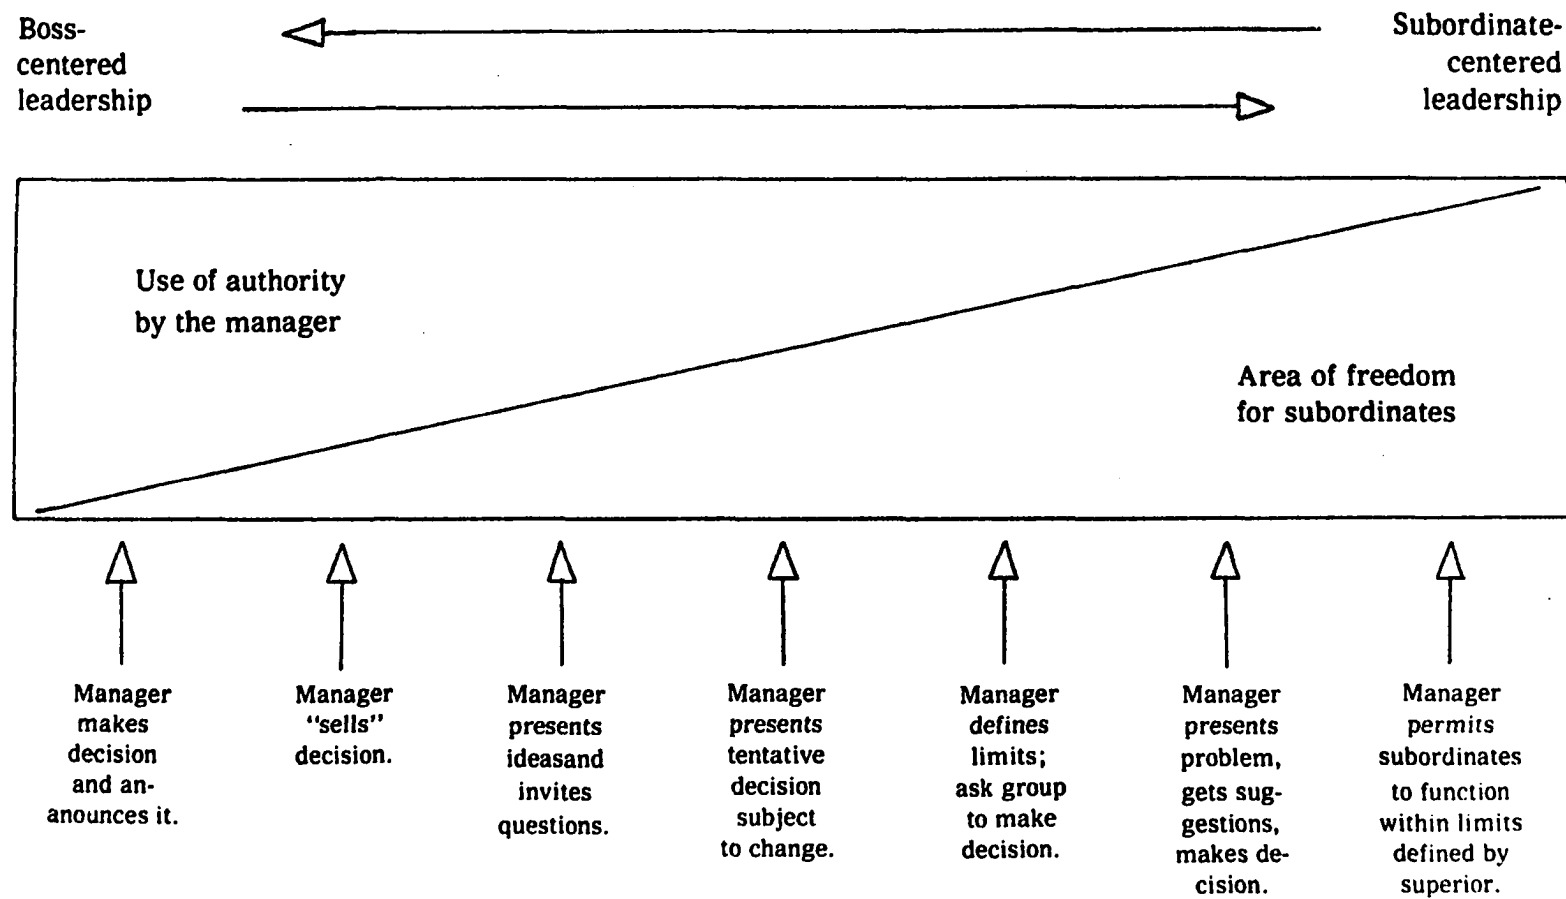 Boss-
centered
leadership
Subordinate-
centered
leadership
Use of authority
by the manager
Area of freedom
for subordinates
Manager
makes
decision
and an-
anounces it.
Manager
"sells"
decision.
Manager
presents
ideasand
invites
questions.
Manager
presents
tentative
decision
subject
to change.
Manager
defines
limits;
ask group
to make
decision.
Manager
presents
problem,
gets sug-
gestions,
makes de-
cision.
Manager
permits
subordinates
to function
within limits
defined by
superior.